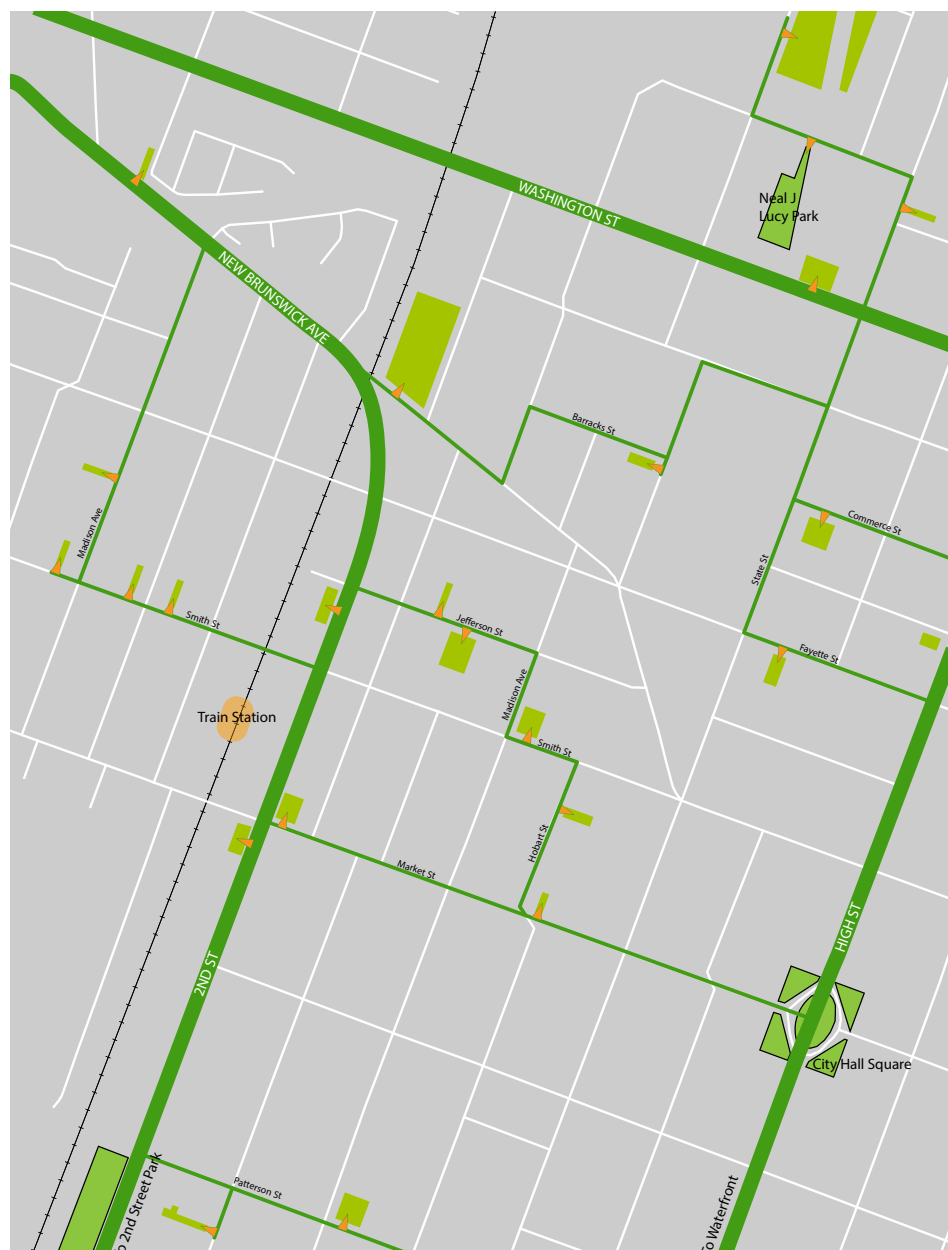 Neal J
Lucy Park
WASHINGTON ST
NEW BRUNSWICK AVE
Barracks St
Commerce St
Madison Ave
State St
Smith St
Jefferson St
Fayette St
Madison Ave
Train Station
Smith St
Hobart St
Market St
HIGH ST
2ND ST
City Hall Square
2nd Street Park
Waterfront
Patterson St